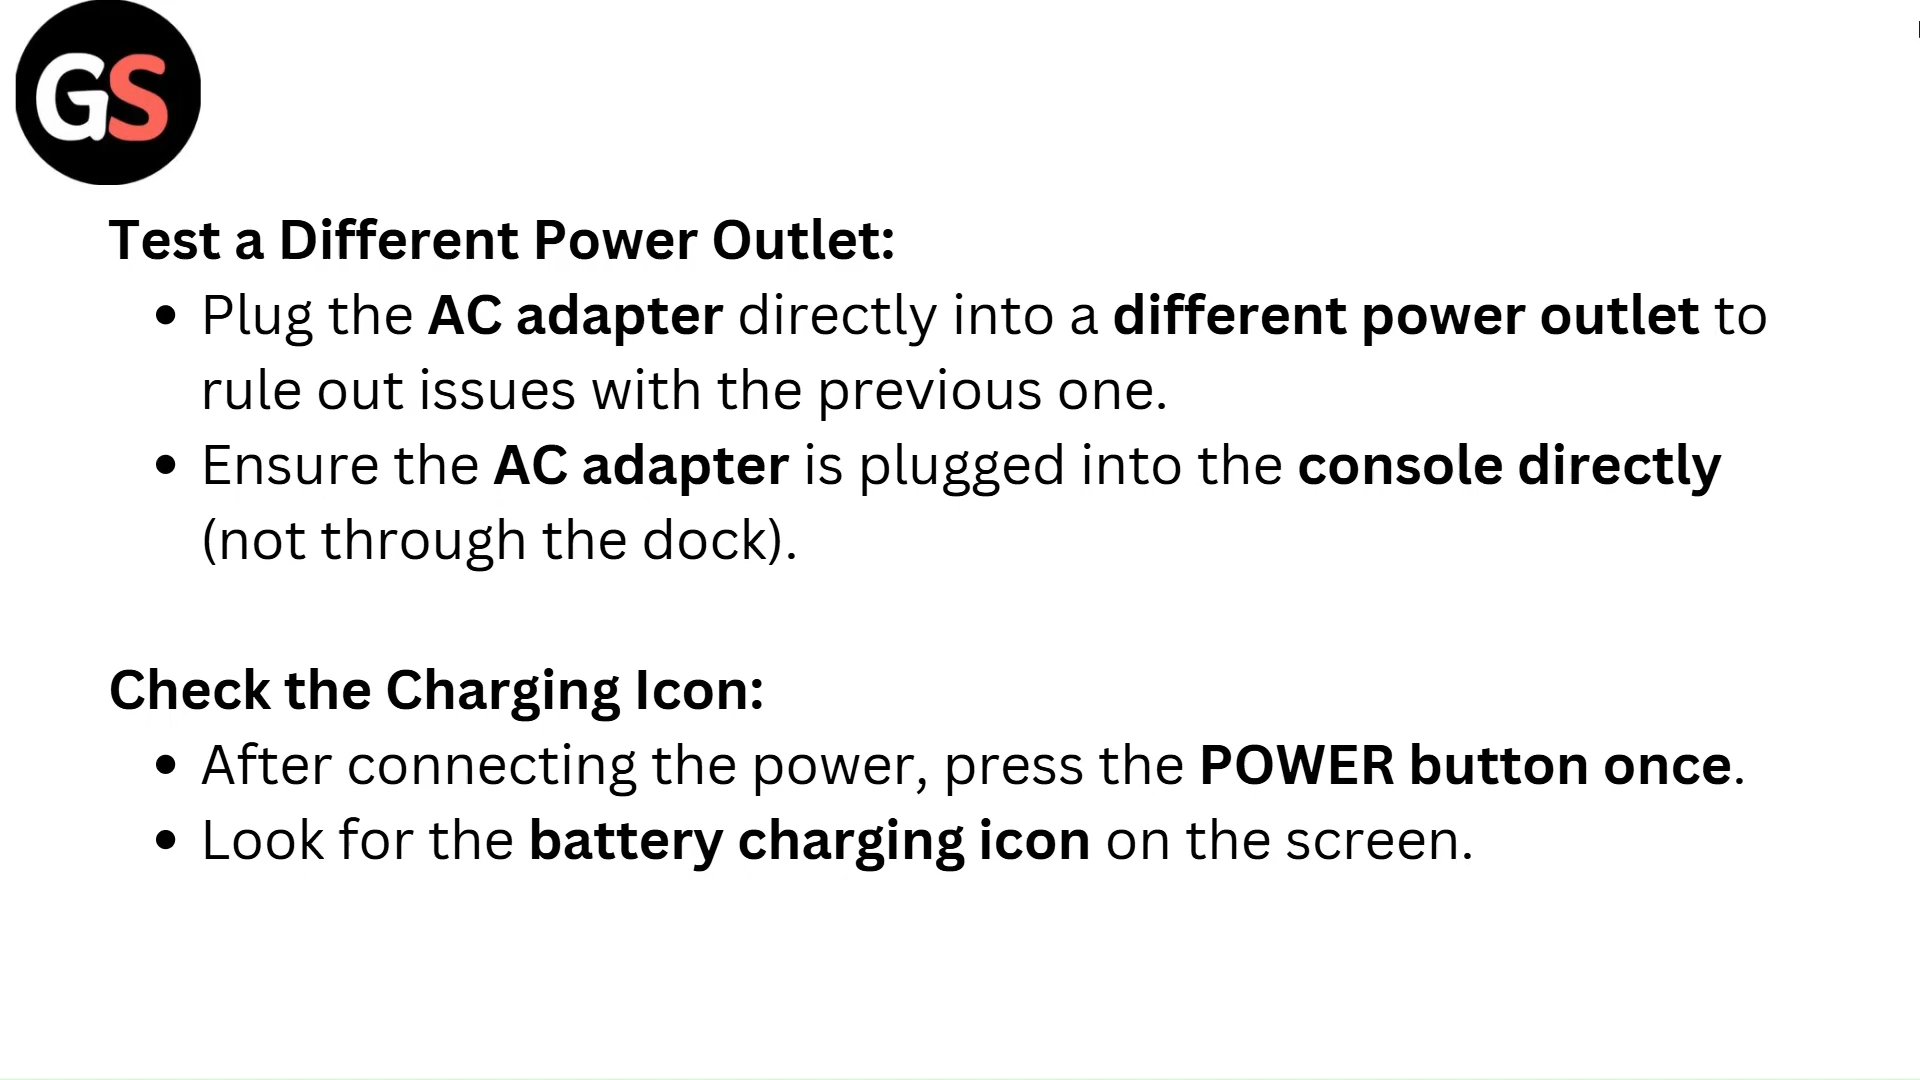 GS
Test a Different Power Outlet:
• Plug the AC adapter directly into a different power outlet to
rule out issues with the previous one.
• Ensure the AC adapter is plugged into the console directly
(not through the dock).
Check the Charging Icon:
• After connecting the power, press the POWER button once.
• Look for the battery charging icon on the screen.